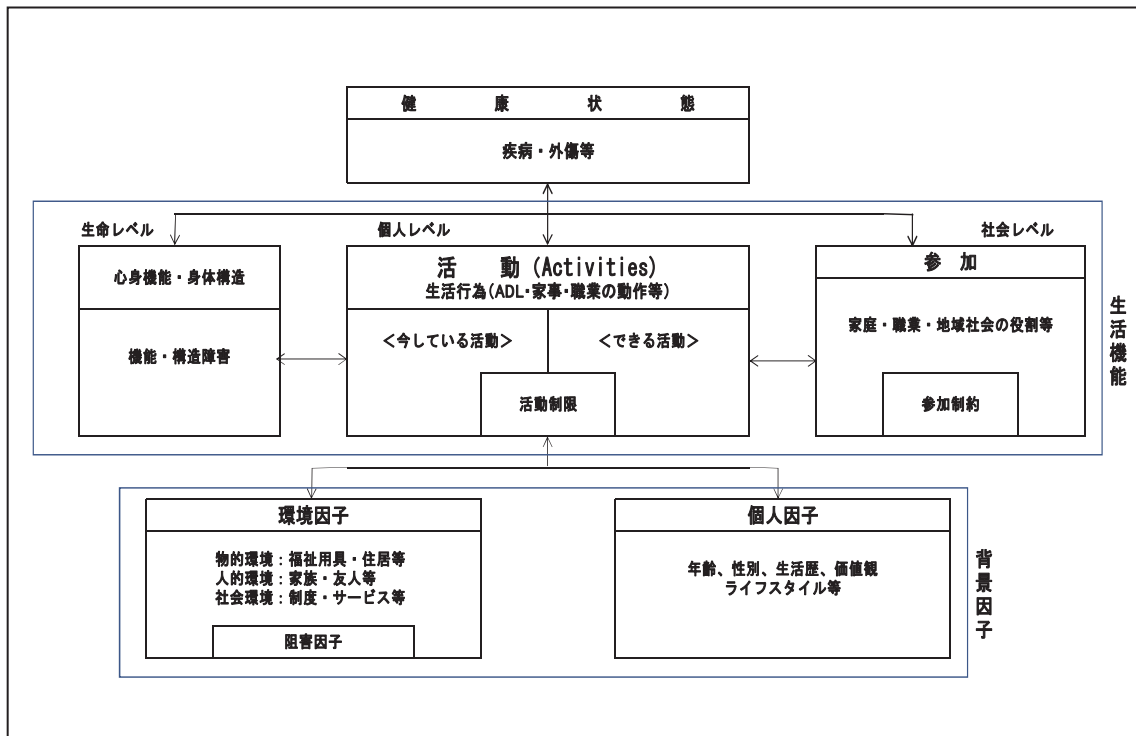 健康状態
疾病・外傷等
生命レベル
個人レベル
社会レベル
心身機能・身体構造
機能・構造障害
活　動(Activities)
生活行為(ADL・家事・職業の動作等)
＜今している活動＞
＜できる活動＞
活動制限
参　加
家庭・職業・地域社会の役割等
参加制約
生活機能
環境因子
物的環境：福祉用具・住居等
人的環境：家族・友人等
社会環境：制度・サービス等
阻害因子
個人因子
年齢、性別、生活歴、価値観
ライフスタイル等
背景因子